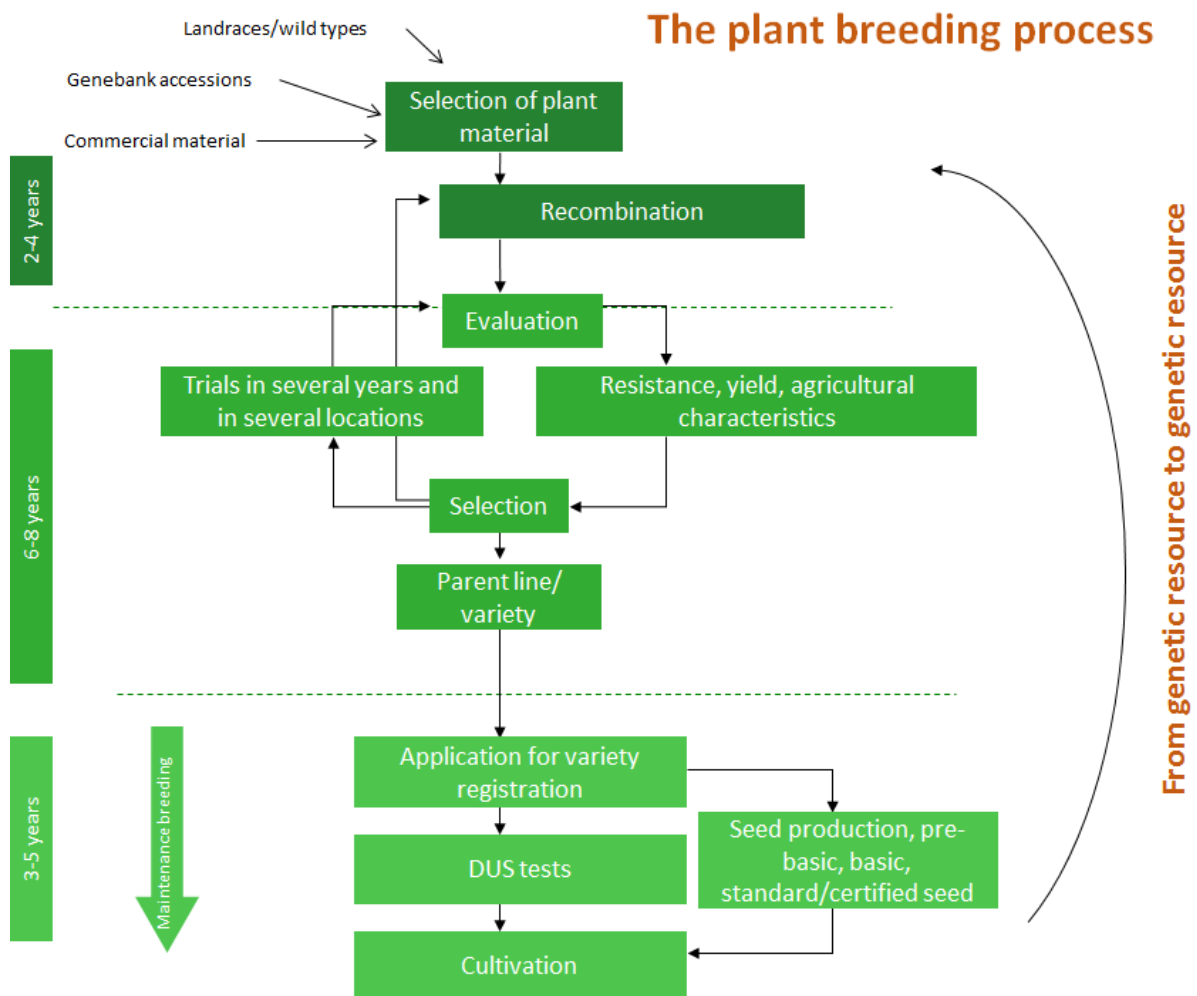 The plant breeding process
Landraces/wild types
Genebank accessions
Commercial material
Selection of plant
material
2-4 years
Recombination
Evaluation
Trials in several years and
in several locations
Resistance, yield, agricultural
characteristics
6-8 years
Selection
Parent line/
variety
From genetic resource to genetic resource
3-5 years
Maintenance breeding
Application for variety
registration
DUS tests
Seed production, pre-
basic, basic,
standard/certified seed
Cultivation